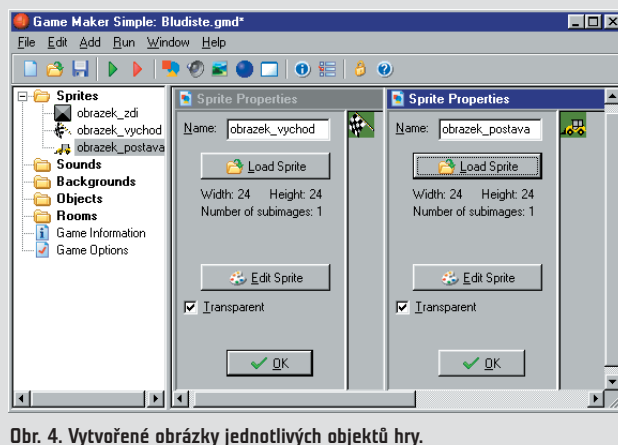 Game Maker Simple: Bludiste.gmd*
File Edit Add Run Window Help
Sprites
obrazek_zdi
obrazek_vychod
obrazek_postava
Sounds
Backgrounds
Objects
Rooms
Game Information
Game Options
Sprite Properties
Name: obrazek_vychod
Load Sprite
Width: 24 Height: 24
Number of subimages: 1
Edit Sprite
Transparent
OK
Sprite Properties
Name: obrazek_postava
Load Sprite
Width: 24 Height: 24
Number of subimages: 1
Edit Sprite
Transparent
OK
Obr. 4. Vytvořené obrázky jednotlivých objektů hry.